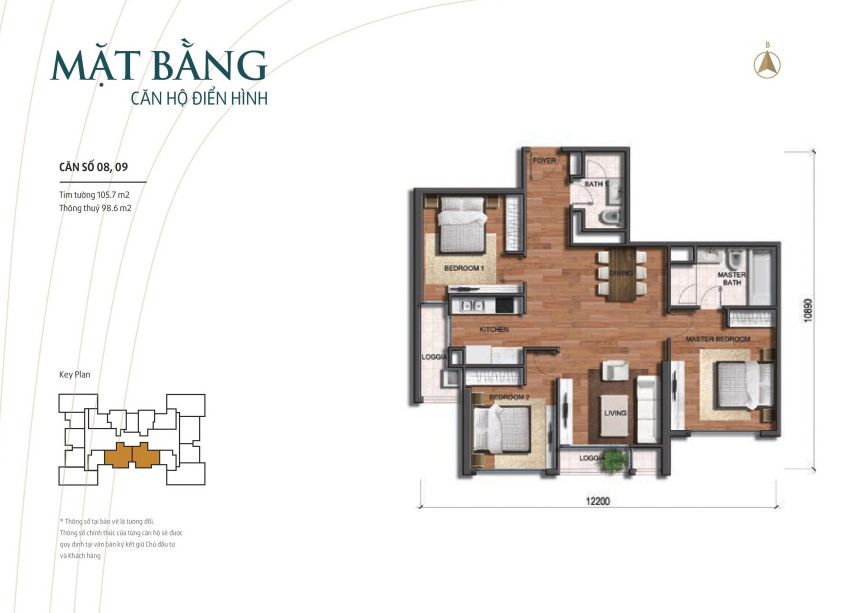 MẶT BẰNG
CĂN HỘ ĐIỂN HÌNH
B
CĂN SỐ 08, 09
Tim tường 105.7 m2
Thông thuỷ 98.6 m2
FOYER
BATH 1
BEDROOM 1
DINING
MASTER
BATH
KITCHEN
MASTER BEDROOM
LOGGIA
BEDROOM 2
LIVING
LOGGIA
10890
12200
Key Plan
* Thông số tại bản vẽ là tương đối.
Thông số chính thức của từng căn hộ sẽ được
quy định tại văn bản ký kết giữ Chủ đầu tư
và Khách hàng